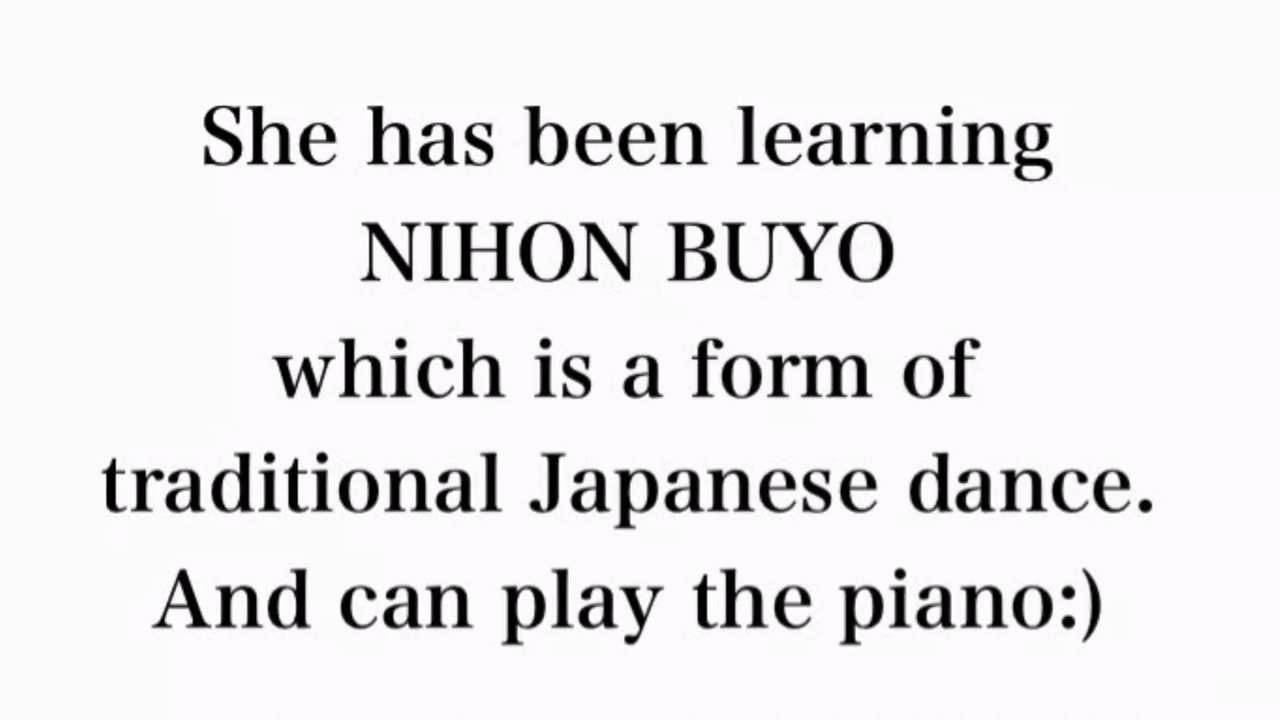 She has been learning
NIHON BUYO
which is a form of
traditional Japanese dance.
And can play the piano:)